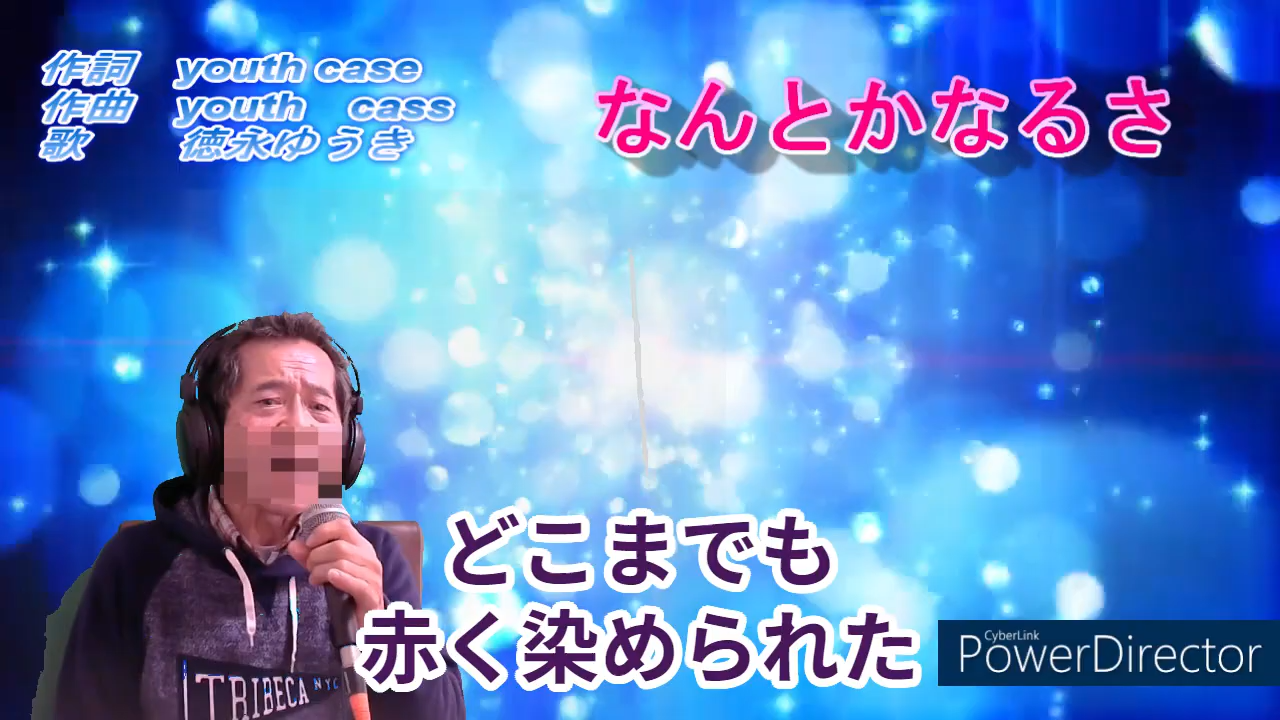 作詞 youth case
作曲 youth cass
歌 徳永ゆうき
なんとかなるさ
どこまでも
赤く染められた
TRIBECA NYC
CyberLink
PowerDirector